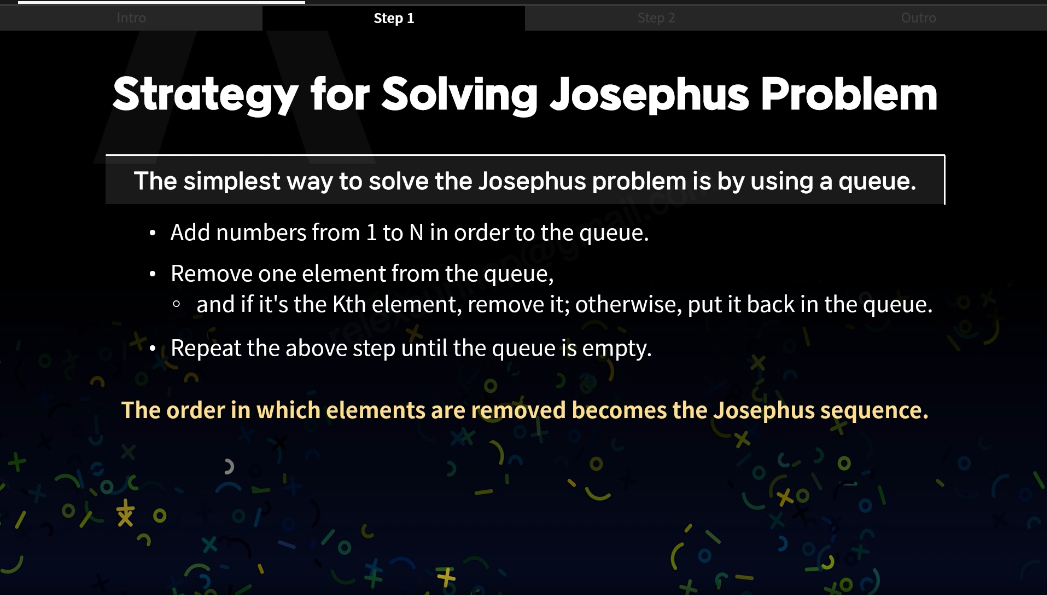 Intro
Step 1
Step 2
Outro
Strategy for Solving Josephus Problem
The simplest way to solve the Josephus problem is by using a queue.
• Add numbers from 1 to N in order to the queue.
• Remove one element from the queue,
○ and if it's the Kth element, remove it; otherwise, put it back in the queue.
• Repeat the above step until the queue is empty.
The order in which elements are removed becomes the Josephus sequence.